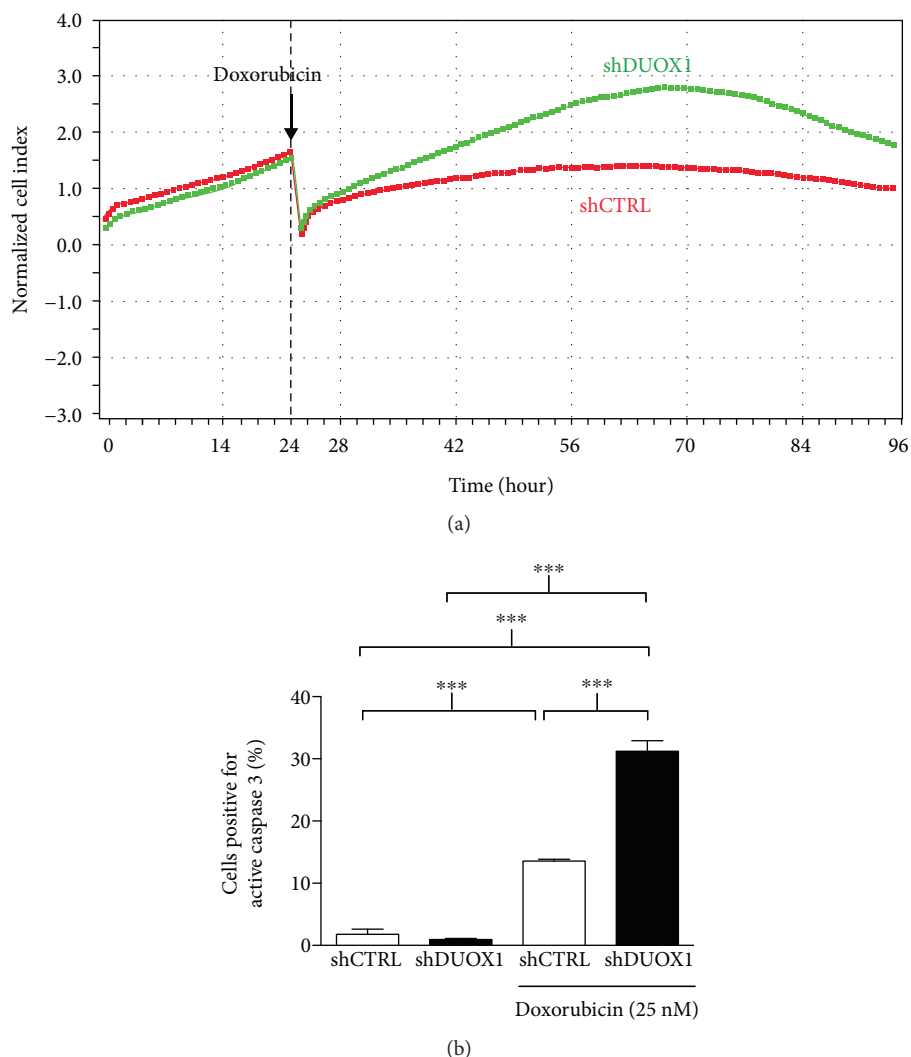 4.0
3.0
2.0
1.0
0.0
−1.0
−2.0
−3.0
Normalized cell index
Doxorubicin
shDUOX1
shCTRL
0 14 24 28 42 56 70 84 96
Time (hour)
(a)
***
***
*** ***
40
30
20
10
0
Cells positive for
active caspase 3 (%)
shCTRL shDUOX1 shCTRL shDUOX1
Doxorubicin (25 nM)
(b)